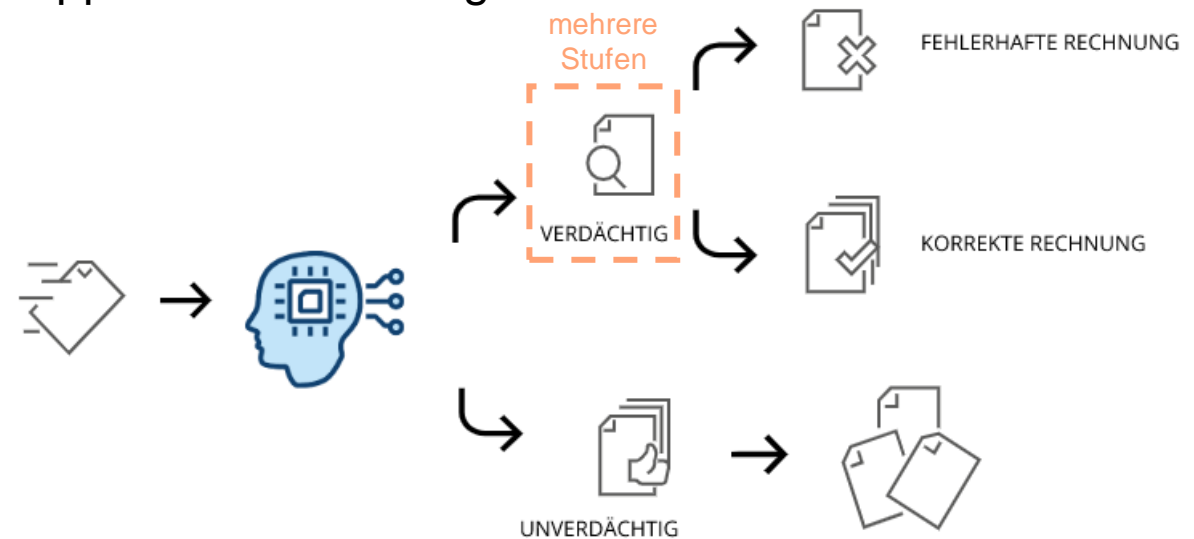 mehrere
Stufen
FEHLERHAFTE RECHNUNG
VERDÄCHTIG
KORREKTE RECHNUNG
UNVERDÄCHTIG